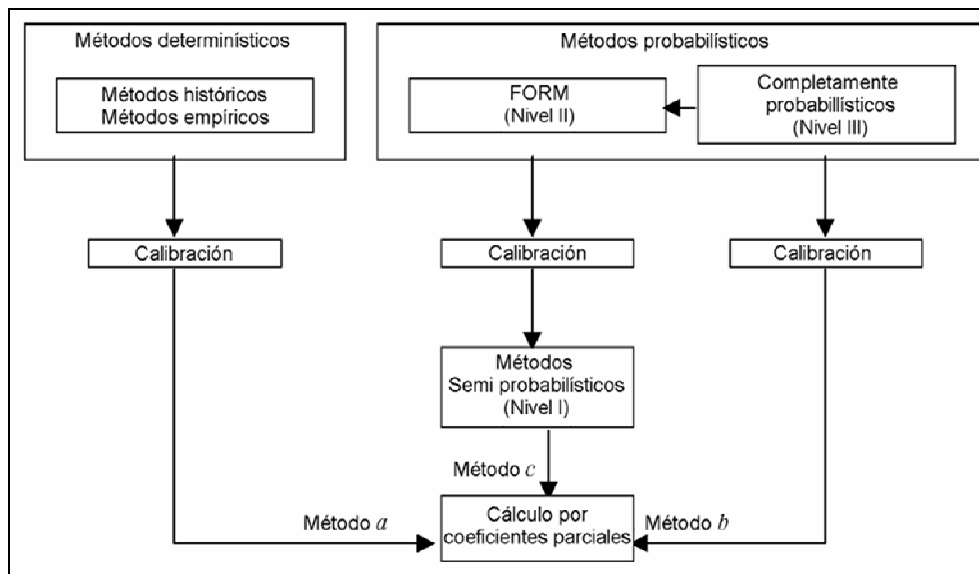 Métodos determinísticos
Métodos históricos
Métodos empíricos
Métodos probabilísticos
FORM
(Nivel II)
Completamente
probabillísticos
(Nivel III)
Calibración
Calibración
Calibración
Métodos
Semi probabilísticos
(Nivel I)
Método c
Método a
Cálculo por
coeficientes parciales
Método b